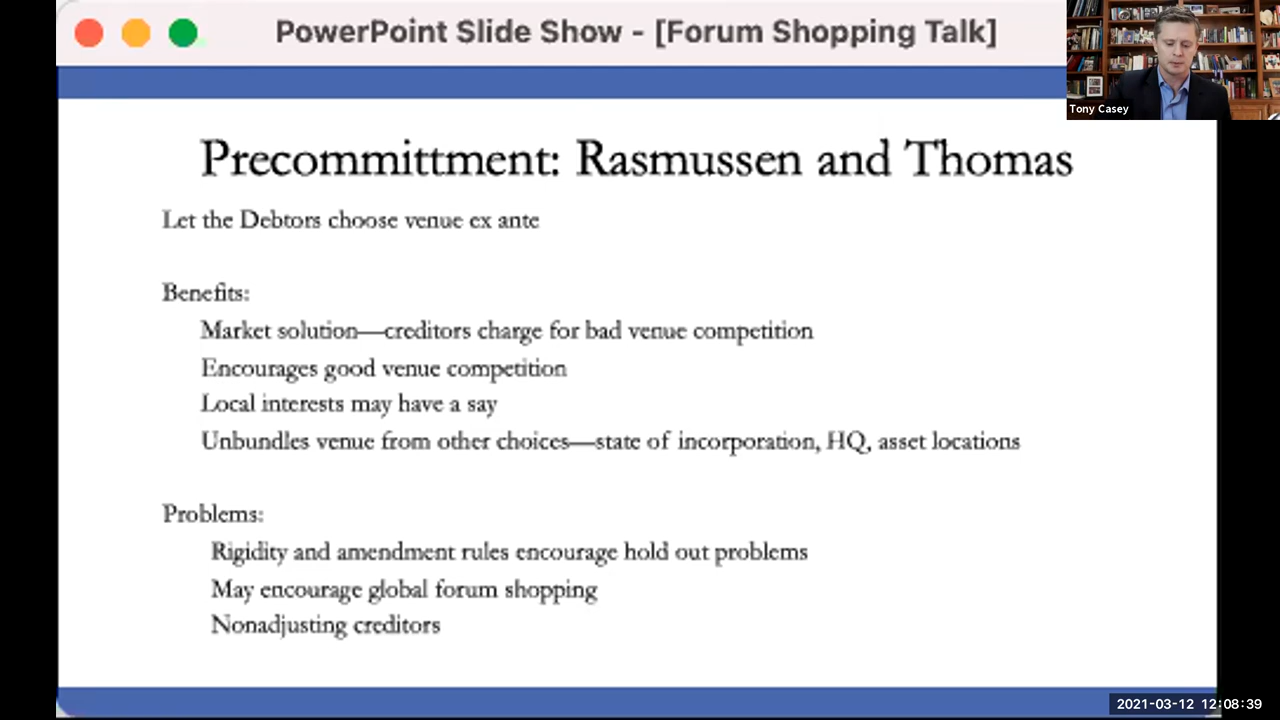 PowerPoint Slide Show - [Forum Shopping Talk]
Tony Casey
Precommittment: Rasmussen and Thomas
Let the Debtors choose venue ex ante
Benefits:
Market solution—creditors charge for bad venue competition
Encourages good venue competition
Local interests may have a say
Unbundles venue from other choices—state of incorporation, HQ, asset locations
Problems:
Rigidity and amendment rules encourage hold out problems
May encourage global forum shopping
Nonadjusting creditors
2021-03-12 12:08:39